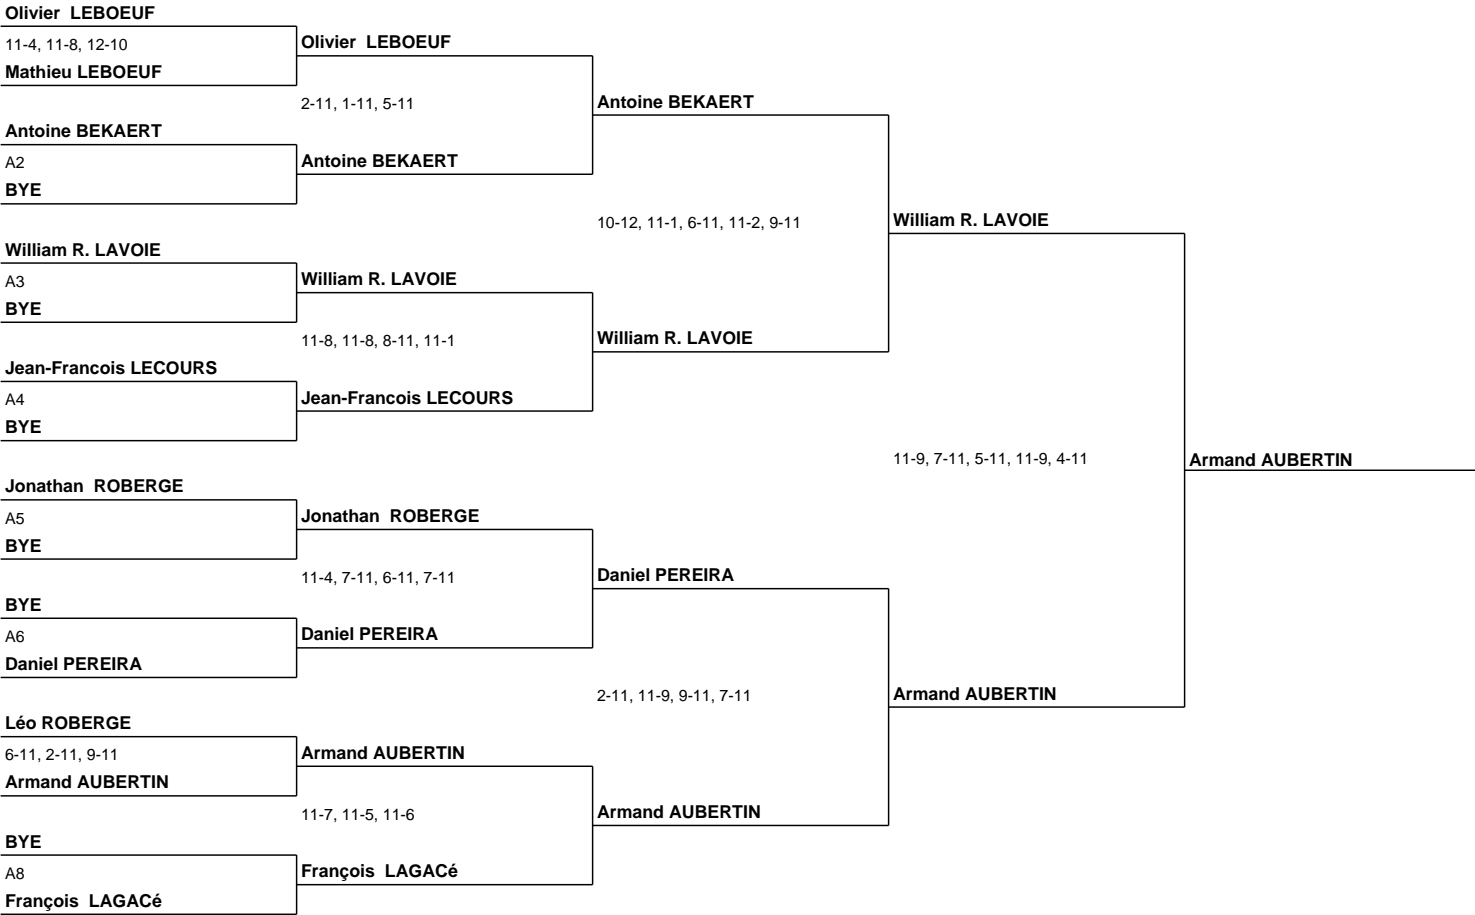 Olivier  LEBOEUF
11-4, 11-8, 12-10
Mathieu LEBOEUF
Antoine BEKAERT
A2
BYE
William R. LAVOIE
A3
BYE
Jean-Francois LECOURS
A4
BYE
Jonathan  ROBERGE
A5
BYE
BYE
A6
Daniel PEREIRA
Léo ROBERGE
6-11, 2-11, 9-11
Armand AUBERTIN
BYE
A8
François  LAGACé
Olivier  LEBOEUF
2-11, 1-11, 5-11
Antoine BEKAERT
William R. LAVOIE
11-8, 11-8, 8-11, 11-1
Jean-Francois LECOURS
Jonathan  ROBERGE
11-4, 7-11, 6-11, 7-11
Daniel PEREIRA
Armand AUBERTIN
11-7, 11-5, 11-6
François  LAGACé
Antoine BEKAERT
10-12, 11-1, 6-11, 11-2, 9-11
William R. LAVOIE
Daniel PEREIRA
2-11, 11-9, 9-11, 7-11
Armand AUBERTIN
William R. LAVOIE
11-9, 7-11, 5-11, 11-9, 4-11
Armand AUBERTIN
Armand AUBERTIN